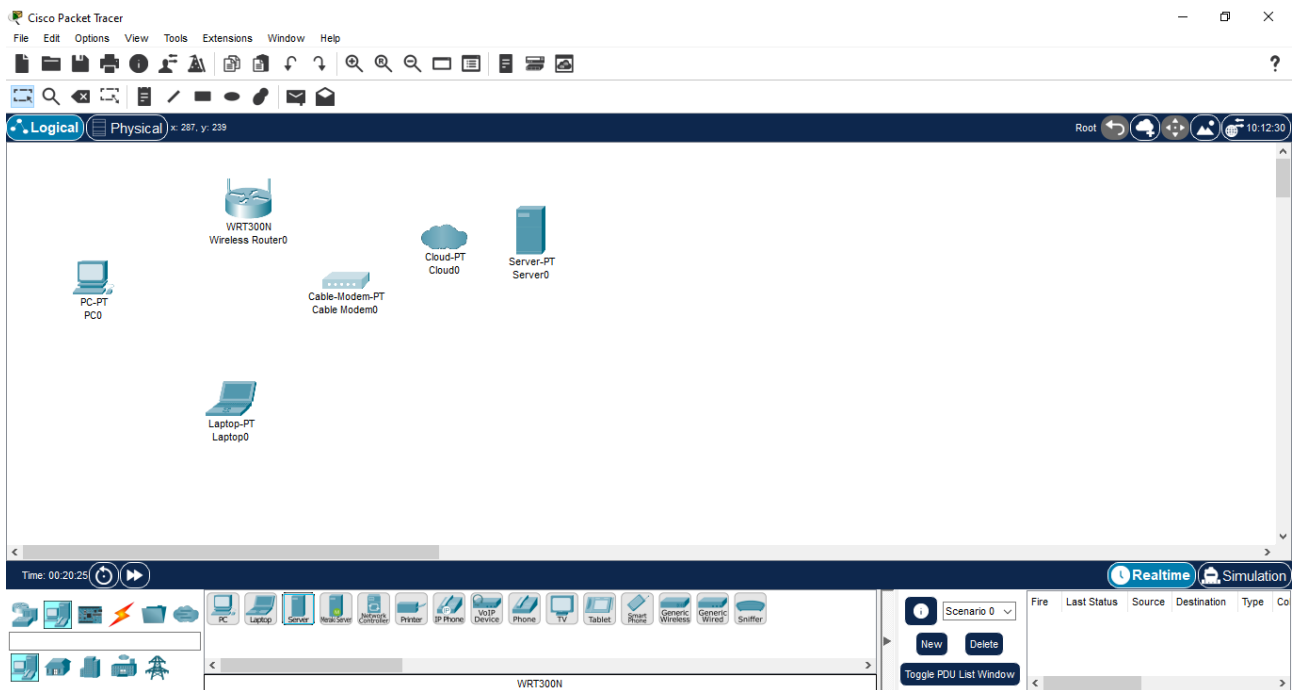 Cisco Packet Tracer
File Edit Options View Tools Extensions Window Help
?
Logical Physical x: 287, y: 239 Root 10:12:30
WRT300N
Wireless Router0
Cloud-PT
Cloud0
Server-PT
Server0
PC-PT
PC0
Cable-Modem-PT
Cable Modem0
Laptop-PT
Laptop0
Time: 00:20:25 Realtime Simulation
PC Laptop Server Meraki Server Network Controller Printer IP Phone VoIP Device Phone TV Tablet Smart Phone Generic Wireless Generic Wired Sniffer
Scenario 0
New Delete
Toggle PDU List Window
Fire Last Status Source Destination Type Co
WRT300N